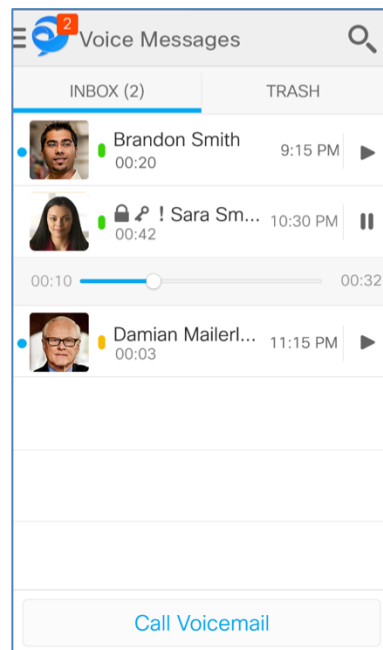 2
Voice Messages
INBOX (2) TRASH
Brandon Smith
00:20
9:15 PM
! Sara Sm...
00:42
10:30 PM
00:10 00:32
Damian Mailerl...
00:03
11:15 PM
Call Voicemail